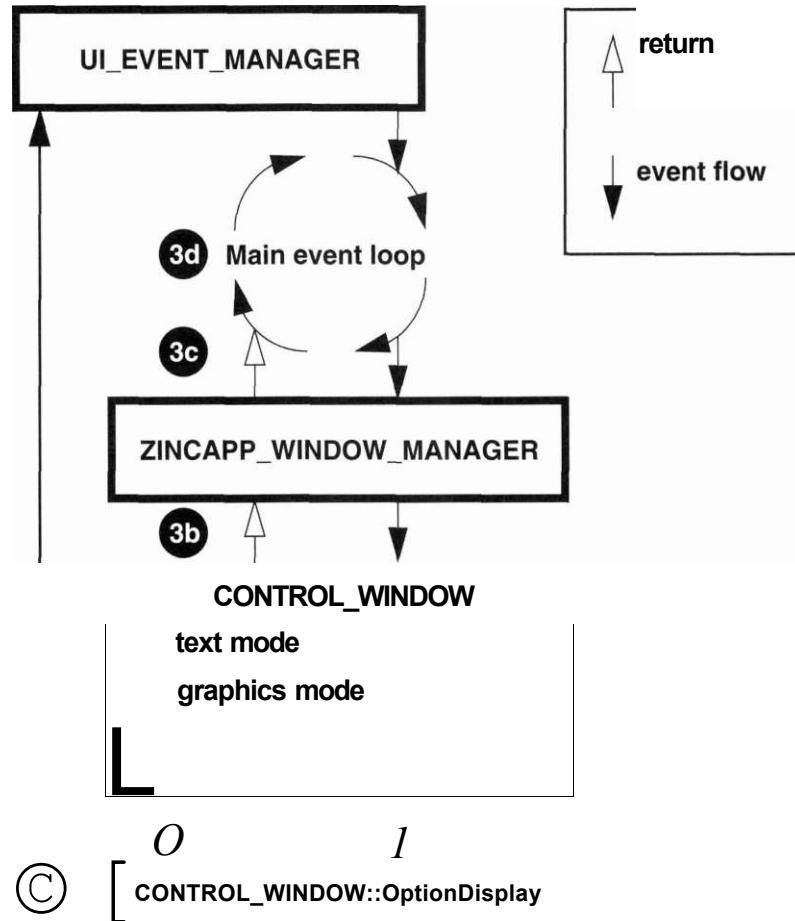 UI_EVENT_MANAGER
return
event flow
3d Main event loop
3c
ZINCAPP_WINDOW_MANAGER
3b
CONTROL_WINDOW
text mode
graphics mode
O 1
C CONTROL_WINDOW::OptionDisplay